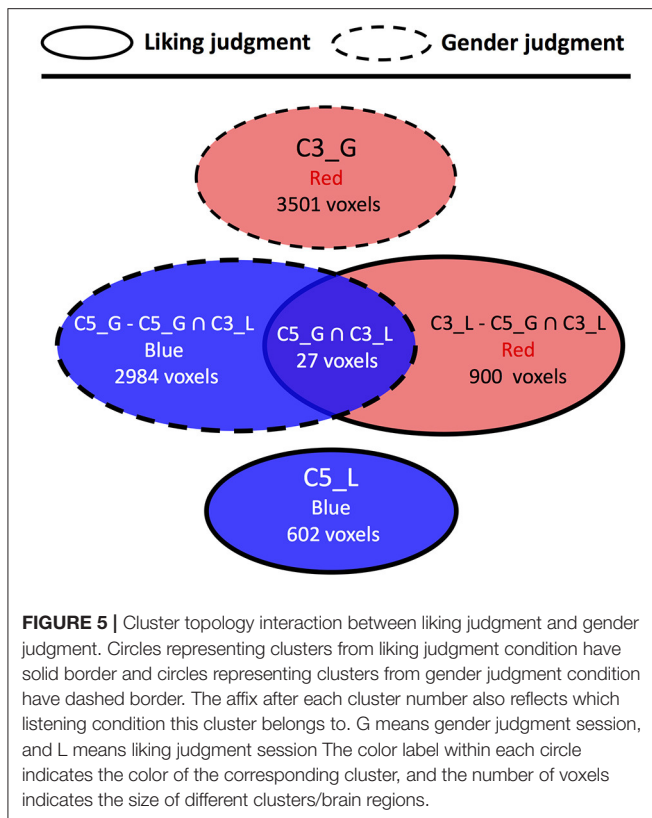 Liking judgment Gender judgment
C3_G
Red
3501 voxels
C5_G - C5_G ∩ C3_L
Blue
2984 voxels
C5_G ∩ C3_L
27 voxels
C3_L - C5_G ∩ C3_L
Red
900 voxels
C5_L
Blue
602 voxels
FIGURE 5 | Cluster topology interaction between liking judgment and gender
judgment. Circles representing clusters from liking judgment condition have
solid border and circles representing clusters from gender judgment condition
have dashed border. The affix after each cluster number also reflects which
listening condition this cluster belongs to. G means gender judgment session,
and L means liking judgment session The color label within each circle
indicates the color of the corresponding cluster, and the number of voxels
indicates the size of different clusters/brain regions.